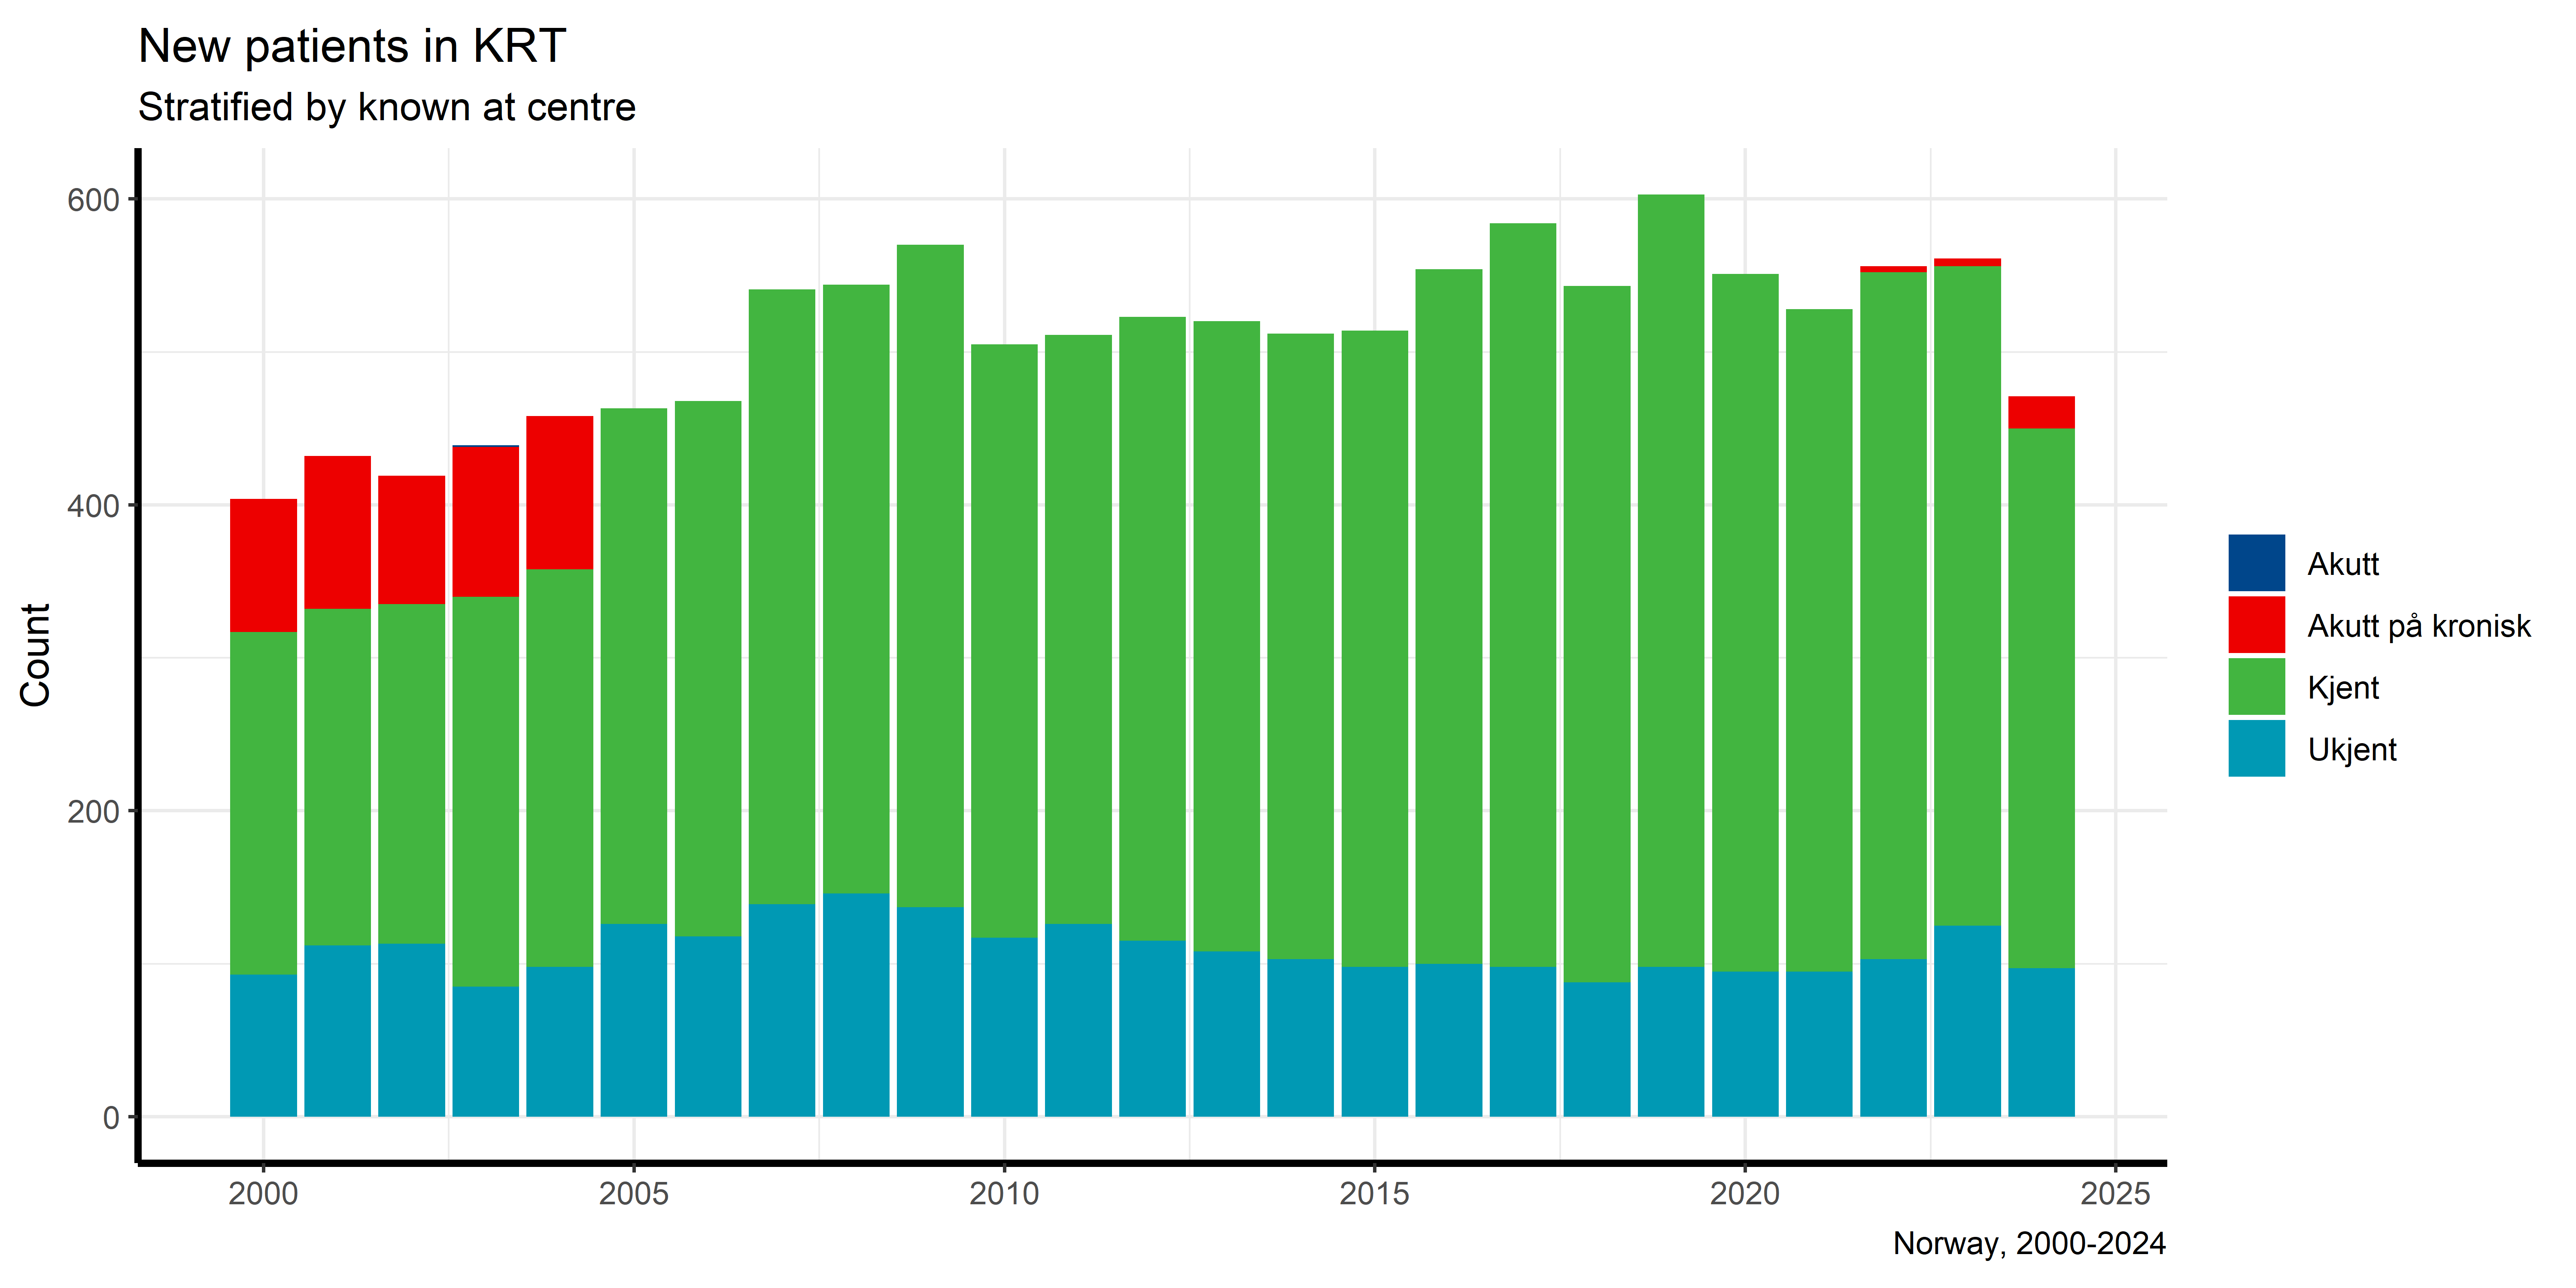 New patients in KRT
Stratified by known at centre
Count
600
400
200
0
2000 2005 2010 2015 2020 2025
Akutt
Akutt på kronisk
Kjent
Ukjent
Norway, 2000-2024